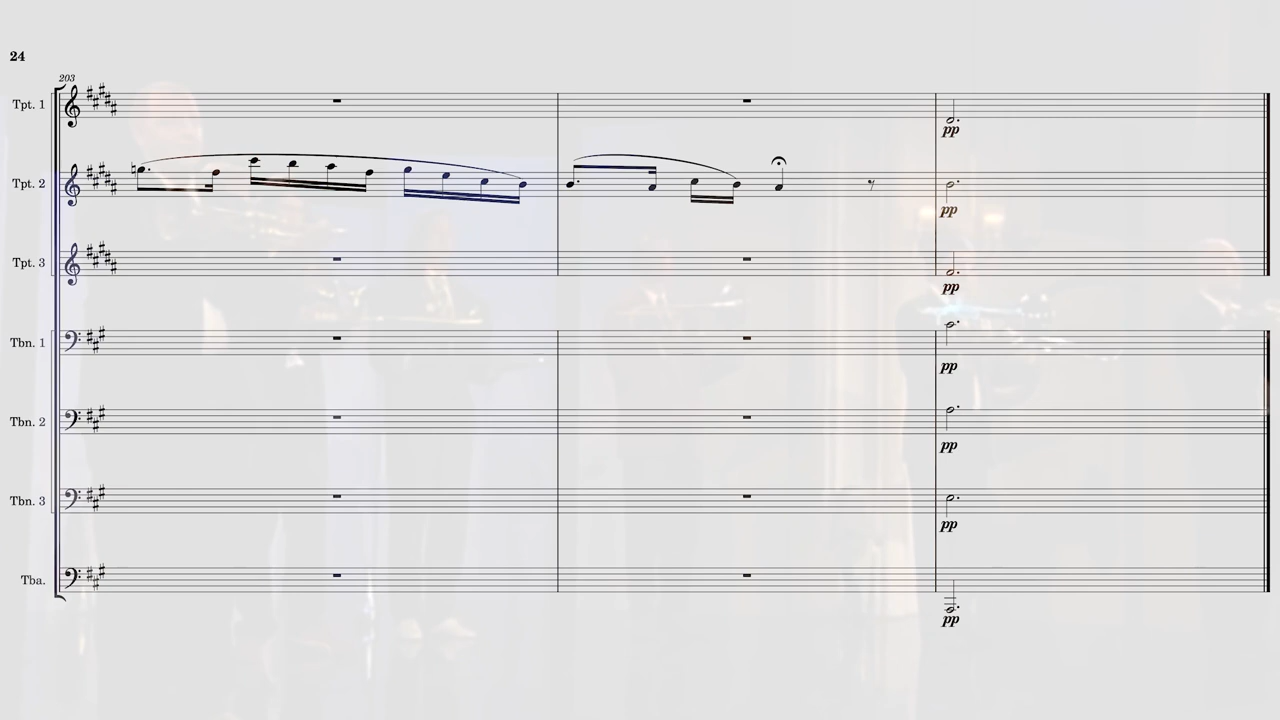 24
203
Tpt. 1
pp
Tpt. 2
pp
Tpt. 3
pp
Tbn. 1
pp
Tbn. 2
pp
Tbn. 3
pp
Tba.
pp